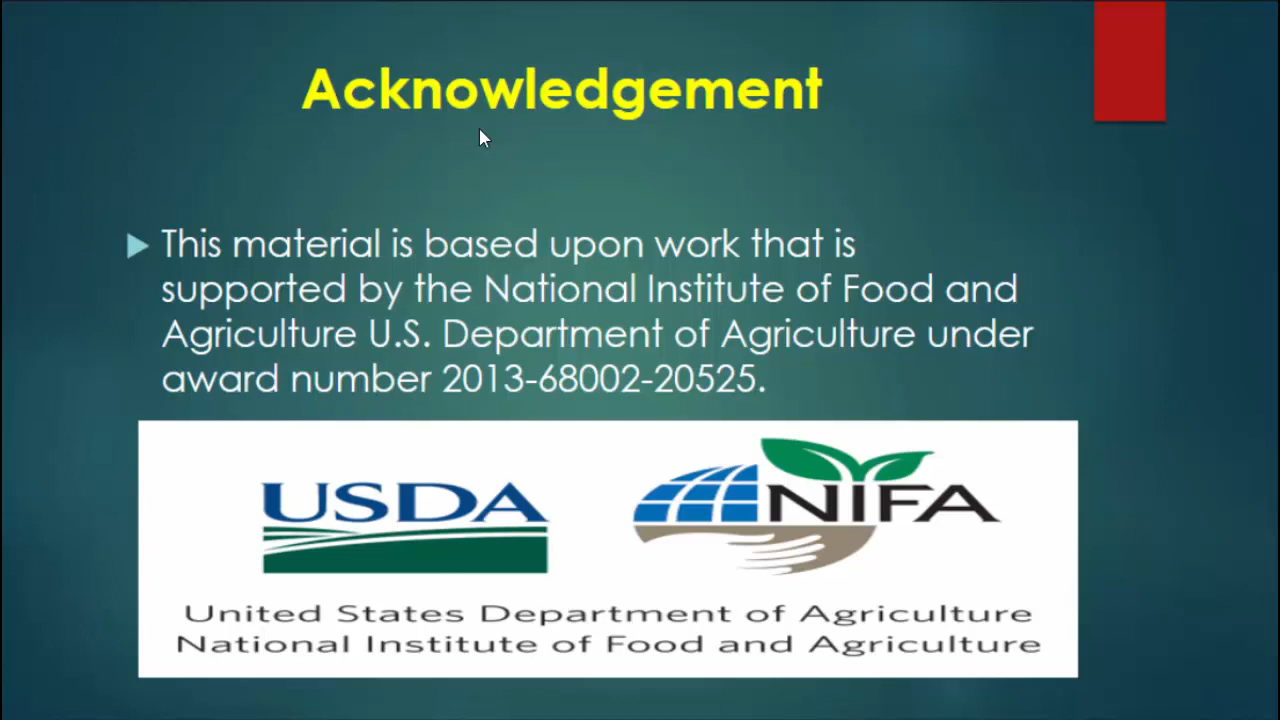 Acknowledgement
This material is based upon work that is
supported by the National Institute of Food and
Agriculture U.S. Department of Agriculture under
award number 2013-68002-20525.
USDA
NIFA
United States Department of Agriculture
National Institute of Food and Agriculture